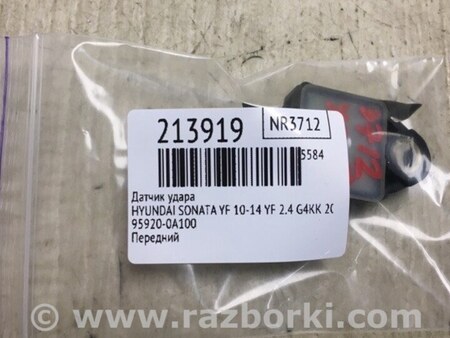 213919
NR3712
5584
Датчик удара
HYUNDAI SONATA YF 10-14 YF 2.4 G4KK 20
95920-0A100
Передний
© www.razborki.com